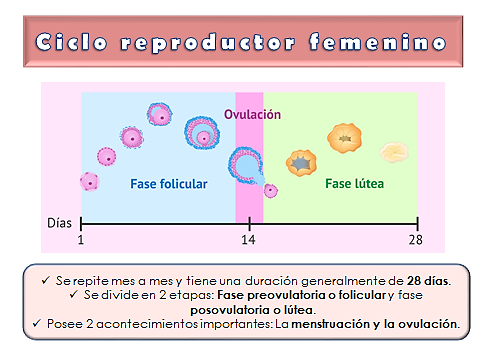 Ciclo reproductor femenino
Ovulación
Fase folicular
Fase lútea
Días
1
14
28
✓ Se repite mes a mes y tiene una duración generalmente de 28 días.
✓ Se divide en 2 etapas: Fase preovulatoria o folicular y fase
posovulatoria o lútea.
✓ Posee 2 acontecimientos importantes: La menstruación y la ovulación.